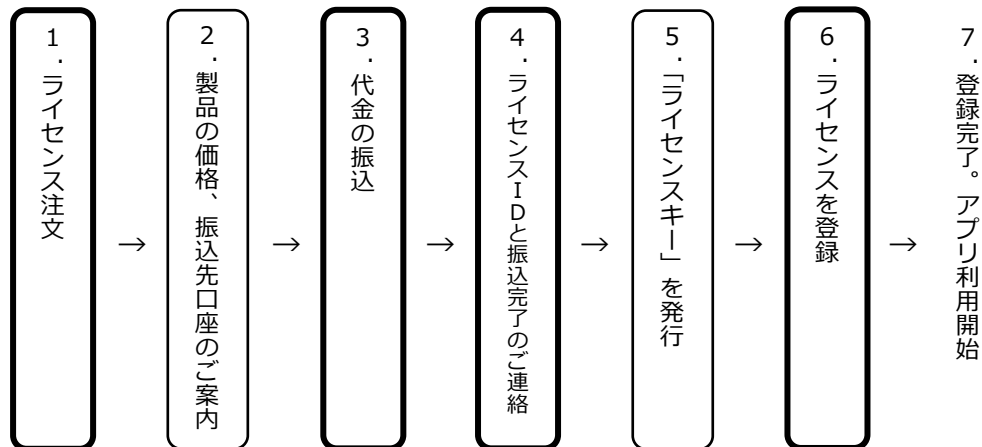 1．ライセンス注文
→
2．製品の価格、振込先口座のご案内
→
3．代金の振込
→
4．ライセンスIDと振込完了のご連絡
→
5．「ライセンスキー」を発行
→
6．ライセンスを登録
→
7．登録完了。アプリ利用開始